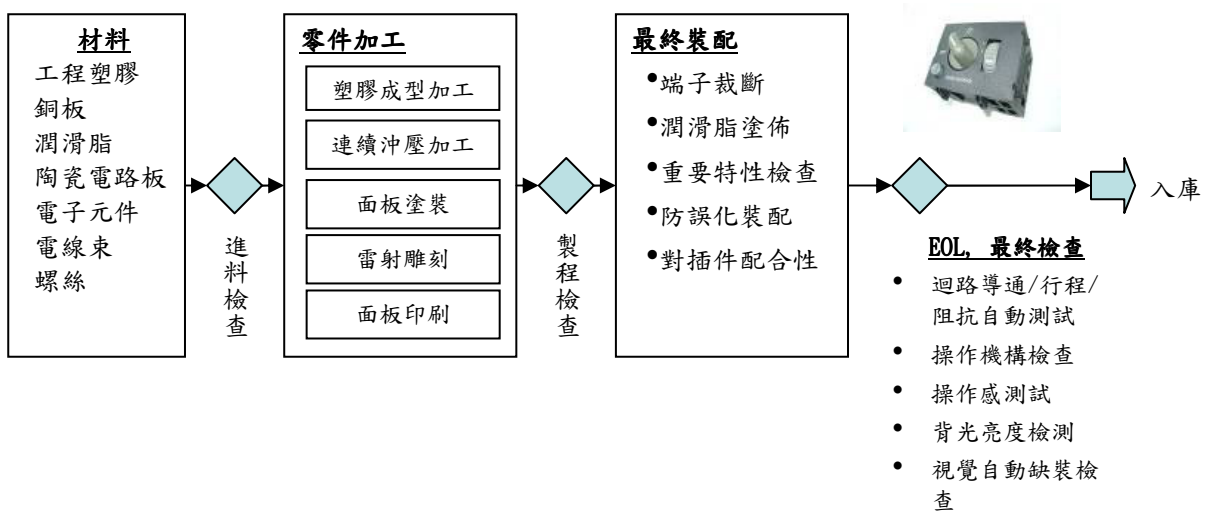 材料
工程塑膠
銅板
潤滑脂
陶瓷電路板
電子元件
電線束
螺絲
進料檢查
零件加工
塑膠成型加工
連續沖壓加工
面板塗裝
雷射雕刻
面板印刷
製程檢查
最終裝配
•端子裁斷
•潤滑脂塗佈
•重要特性檢查
•防誤化裝配
•對插件配合性
入庫
EOL, 最終檢查
• 迴路導通/行程/
阻抗自動測試
• 操作機構檢查
• 操作感測試
• 背光亮度檢測
• 視覺自動缺裝檢
查